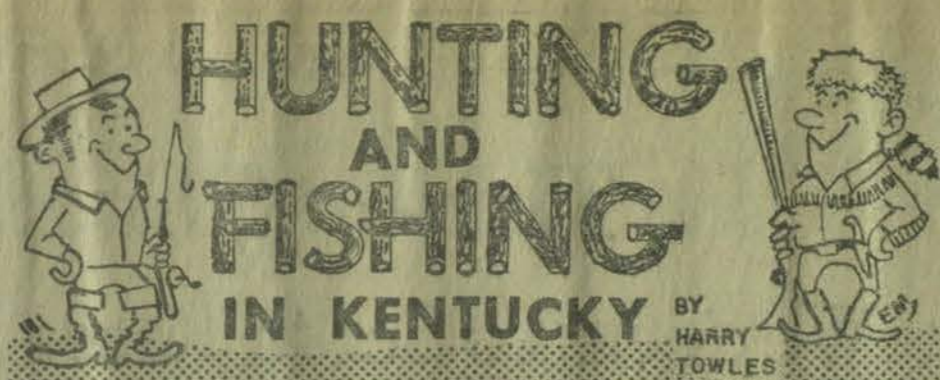 HUNTING
AND
FISHING
IN KENTUCKY
BY
HARRY
TOWLES